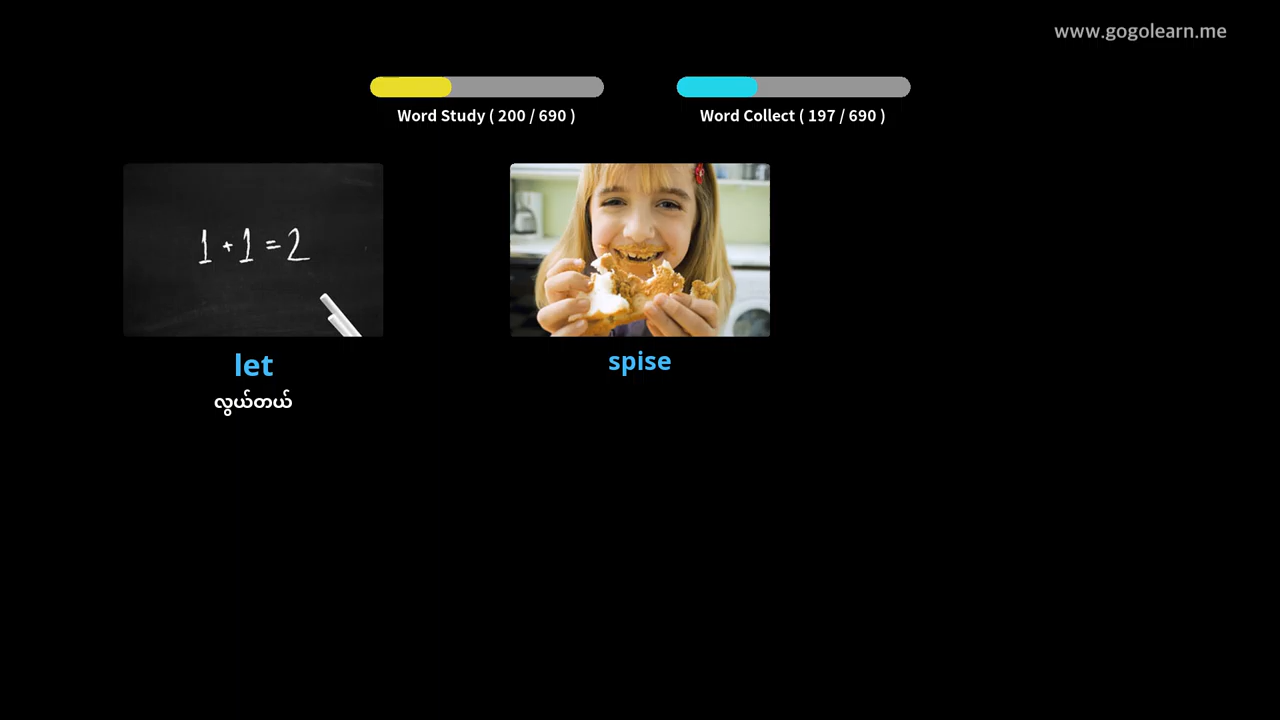 www.gogolearn.me
Word Study ( 200 / 690 )
Word Collect ( 197 / 690 )
1 + 1 = 2
let
လွယ်တယ်
spise